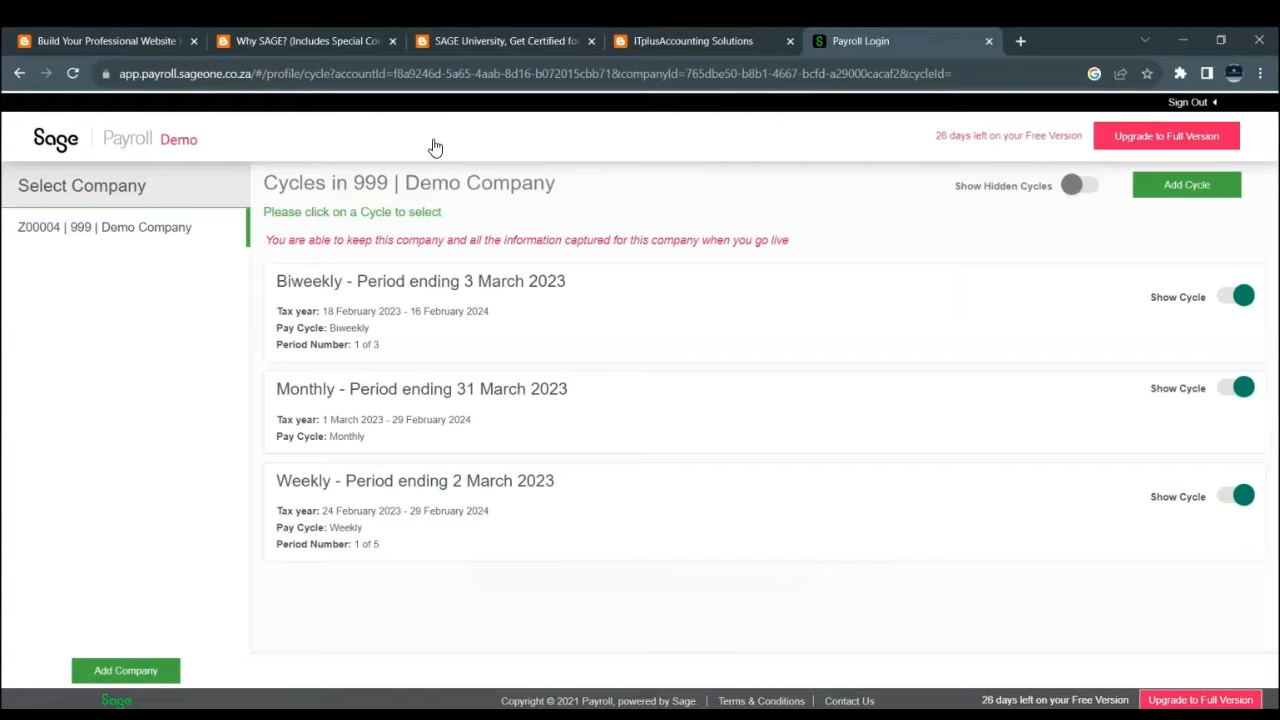 Build Your Professional Website
Why SAGE? (Includes Special Co
SAGE University, Get Certified fo
ITplusAccounting Solutions
Payroll Login
app.payroll.sageone.co.za/#/profile/cycle?accountId=f8a9246d-5a65-4aab-8d16-b072015cbb71&companyId=765dbe50-b8b1-4667-bcfd-a29000cacaf2&cycleId=
Sign Out
Sage Payroll Demo
26 days left on your Free Version
Upgrade to Full Version
Select Company
Z00004 | 999 | Demo Company
Cycles in 999 | Demo Company
Show Hidden Cycles
Add Cycle
Please click on a Cycle to select
You are able to keep this company and all the information captured for this company when you go live
Biweekly - Period ending 3 March 2023
Show Cycle
Tax year: 18 February 2023 - 16 February 2024
Pay Cycle: Biweekly
Period Number: 1 of 3
Monthly - Period ending 31 March 2023
Show Cycle
Tax year: 1 March 2023 - 29 February 2024
Pay Cycle: Monthly
Weekly - Period ending 2 March 2023
Show Cycle
Tax year: 24 February 2023 - 29 February 2024
Pay Cycle: Weekly
Period Number: 1 of 5
Add Company
Sage
Copyright © 2021 Payroll, powered by Sage.
Terms & Conditions
Contact Us
26 days left on your Free Version
Upgrade to Full Version